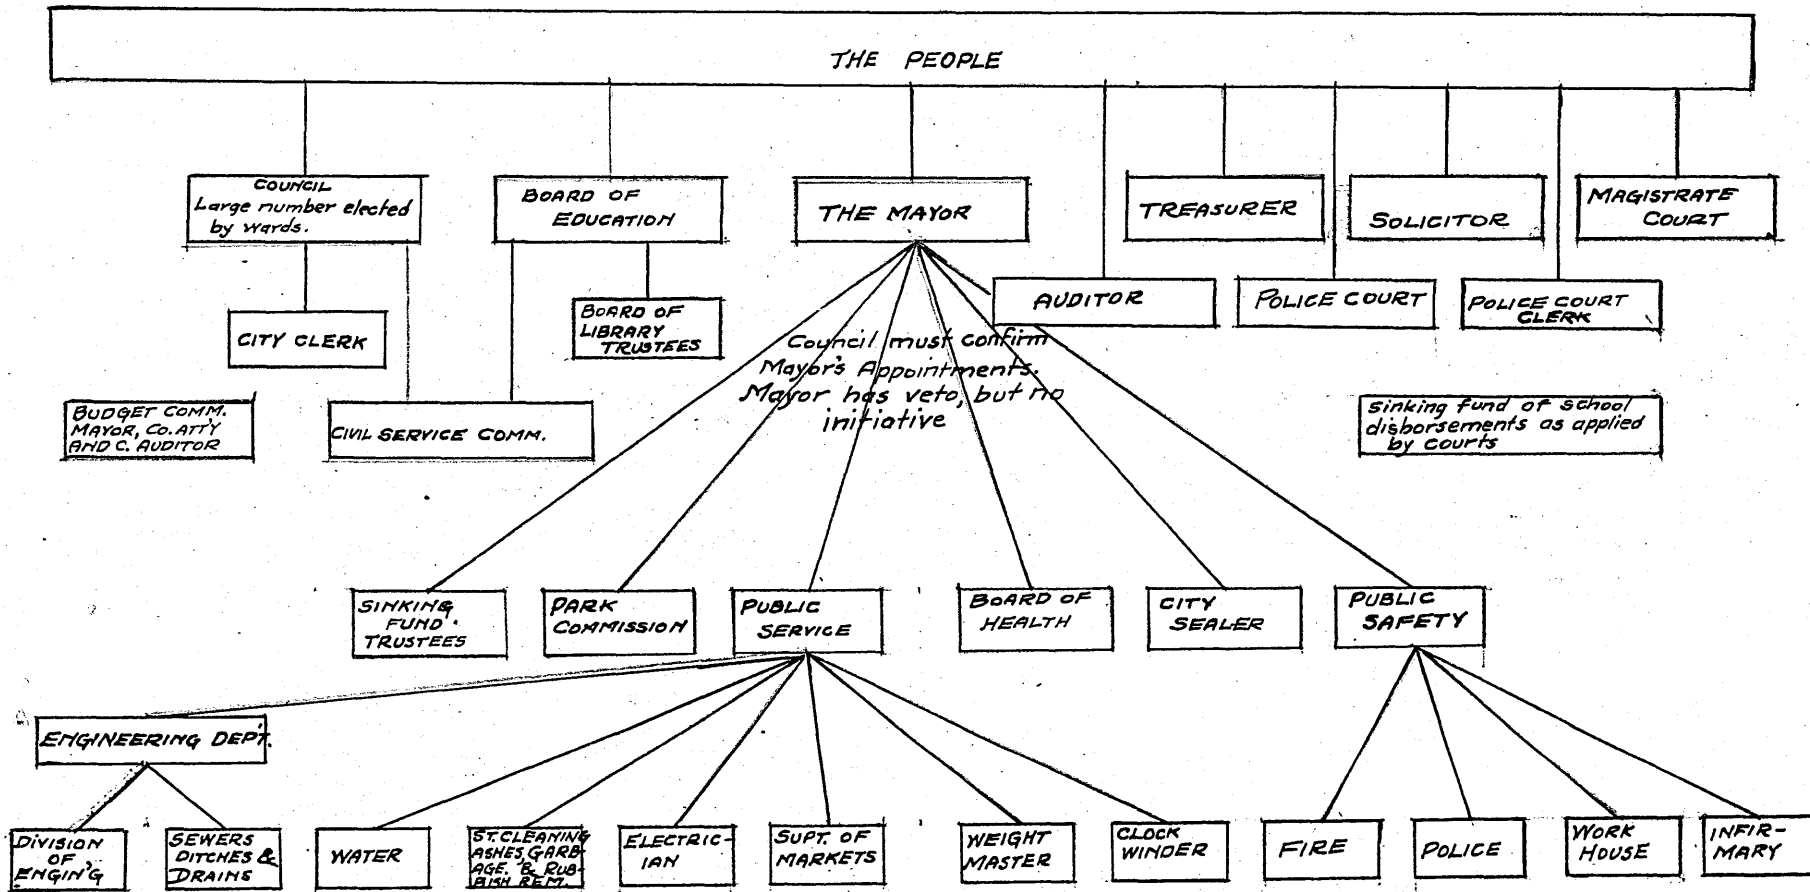 THE PEOPLE
COUNCIL
Large number elected
by wards.
BOARD OF
EDUCATION
THE MAYOR
TREASURER
SOLICITOR
MAGISTRATE
COURT
AUDITOR
POLICE COURT
POLICE COURT
CLERK
CITY CLERK
BOARD OF
LIBRARY
TRUSTEES
Council must confirm
Mayor's Appointments.
Mayor has veto, but no
initiative
BUDGET COMM.
MAYOR, CO. ATTY
AND C. AUDITOR
CIVIL SERVICE COMM.
Sinking fund of school
disborsements as applied
by courts
SINKING
FUND.
TRUSTEES
PARK
COMMISSION
PUBLIC
SERVICE
BOARD OF
HEALTH
CITY
SEALER
PUBLIC
SAFETY
ENGINEERING DEPT.
DIVISION
OF
ENGIN'G
SEWERS
DITCHES &
DRAINS
WATER
ST. CLEANING
ASHES, GARB-
AGE. & RUB-
BISH REM.
ELECTRIC-
IAN
SUPT. OF
MARKETS
WEIGHT
MASTER
CLOCK
WINDER
FIRE
POLICE
WORK
HOUSE
INFIR-
MARY